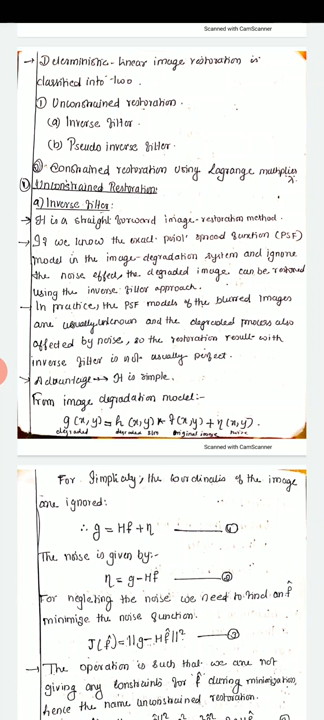 Scanned with CamScanner
→ Deterministic-linear image restoration is
classified into two.
① Unconstrained restoration.
(a) Inverse filter.
(b) Pseudo inverse filter.
② Constrained restoration using Lagrange multiplies
λ.
① Unconstrained Restoration:
a) Inverse filter:
→ It is a straight forward image-restoration method.
→ If we know the exact point spread function (PSF)
model in the image-degradation system and ignore
the noise effect, the degraded image can be restored
using the inverse filter approach.
→ In practice, the PSF models of the blurred images
are usually unknown and the degraded process also
affected by noise, so the restoration result with
inverse filter is not usually perfect.
→ Advantage → It is simple.
From image degradation model:-
g(x,y) = h(x,y) * f(x,y) + η(x,y).
degraded original image noise
Scanned with CamScanner
For Simplicity, the coordinates of the image
are ignored:
∴ g = Hf + η
The noise is given by:-
η = g - Hf
For neglecting the noise we need to find an f̂
minimize the noise function.
J(f̂) = ||g - Hf̂||²
→ The operation is such that we are not
giving any constraints for f̂ during minimization,
hence the name unconstrained restoration.